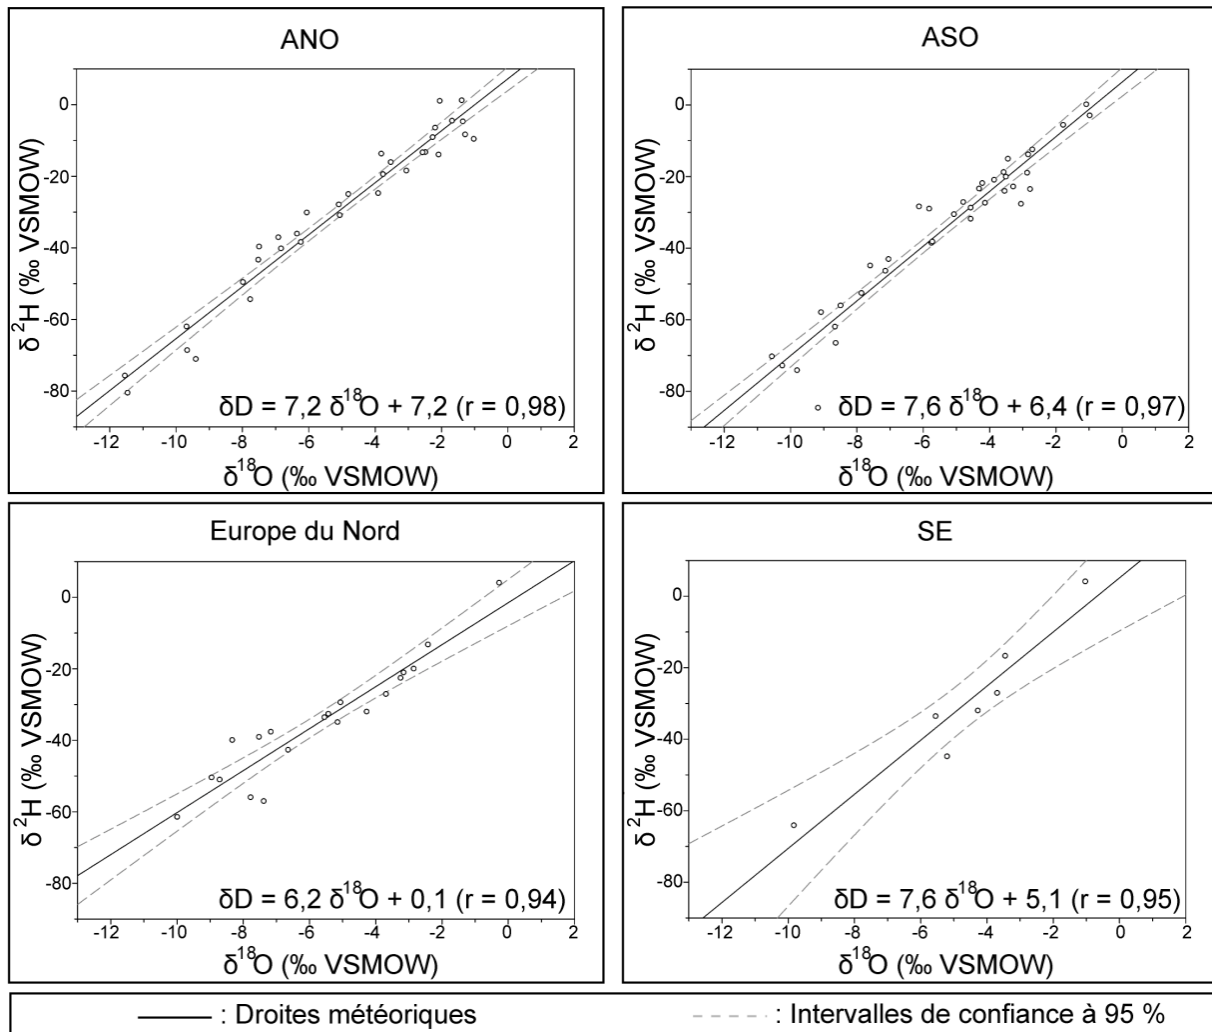 ANO
0
-20
-40
-60
-80
δ ²H (‰ VSMOW)
δD = 7,2 δ¹⁸O + 7,2 (r = 0,98)
-12 -10 -8 -6 -4 -2 0 2
δ¹⁸O (‰ VSMOW)
ASO
0
-20
-40
-60
-80
δ ²H (‰ VSMOW)
δD = 7,6 δ¹⁸O + 6,4 (r = 0,97)
-12 -10 -8 -6 -4 -2 0 2
δ¹⁸O (‰ VSMOW)
Europe du Nord
0
-20
-40
-60
-80
δ ²H (‰ VSMOW)
δD = 6,2 δ¹⁸O + 0,1 (r = 0,94)
-12 -10 -8 -6 -4 -2 0 2
δ¹⁸O (‰ VSMOW)
SE
0
-20
-40
-60
-80
δ ²H (‰ VSMOW)
δD = 7,6 δ¹⁸O + 5,1 (r = 0,95)
-12 -10 -8 -6 -4 -2 0 2
δ¹⁸O (‰ VSMOW)
: Droites météoriques
: Intervalles de confiance à 95 %